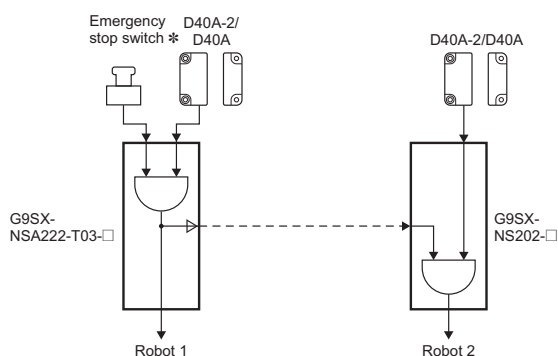 Emergency
stop switch ✻
D40A-2/
D40A
D40A-2/D40A
G9SX-
NSA222-T03-□
G9SX-
NS202-□
Robot 1
Robot 2